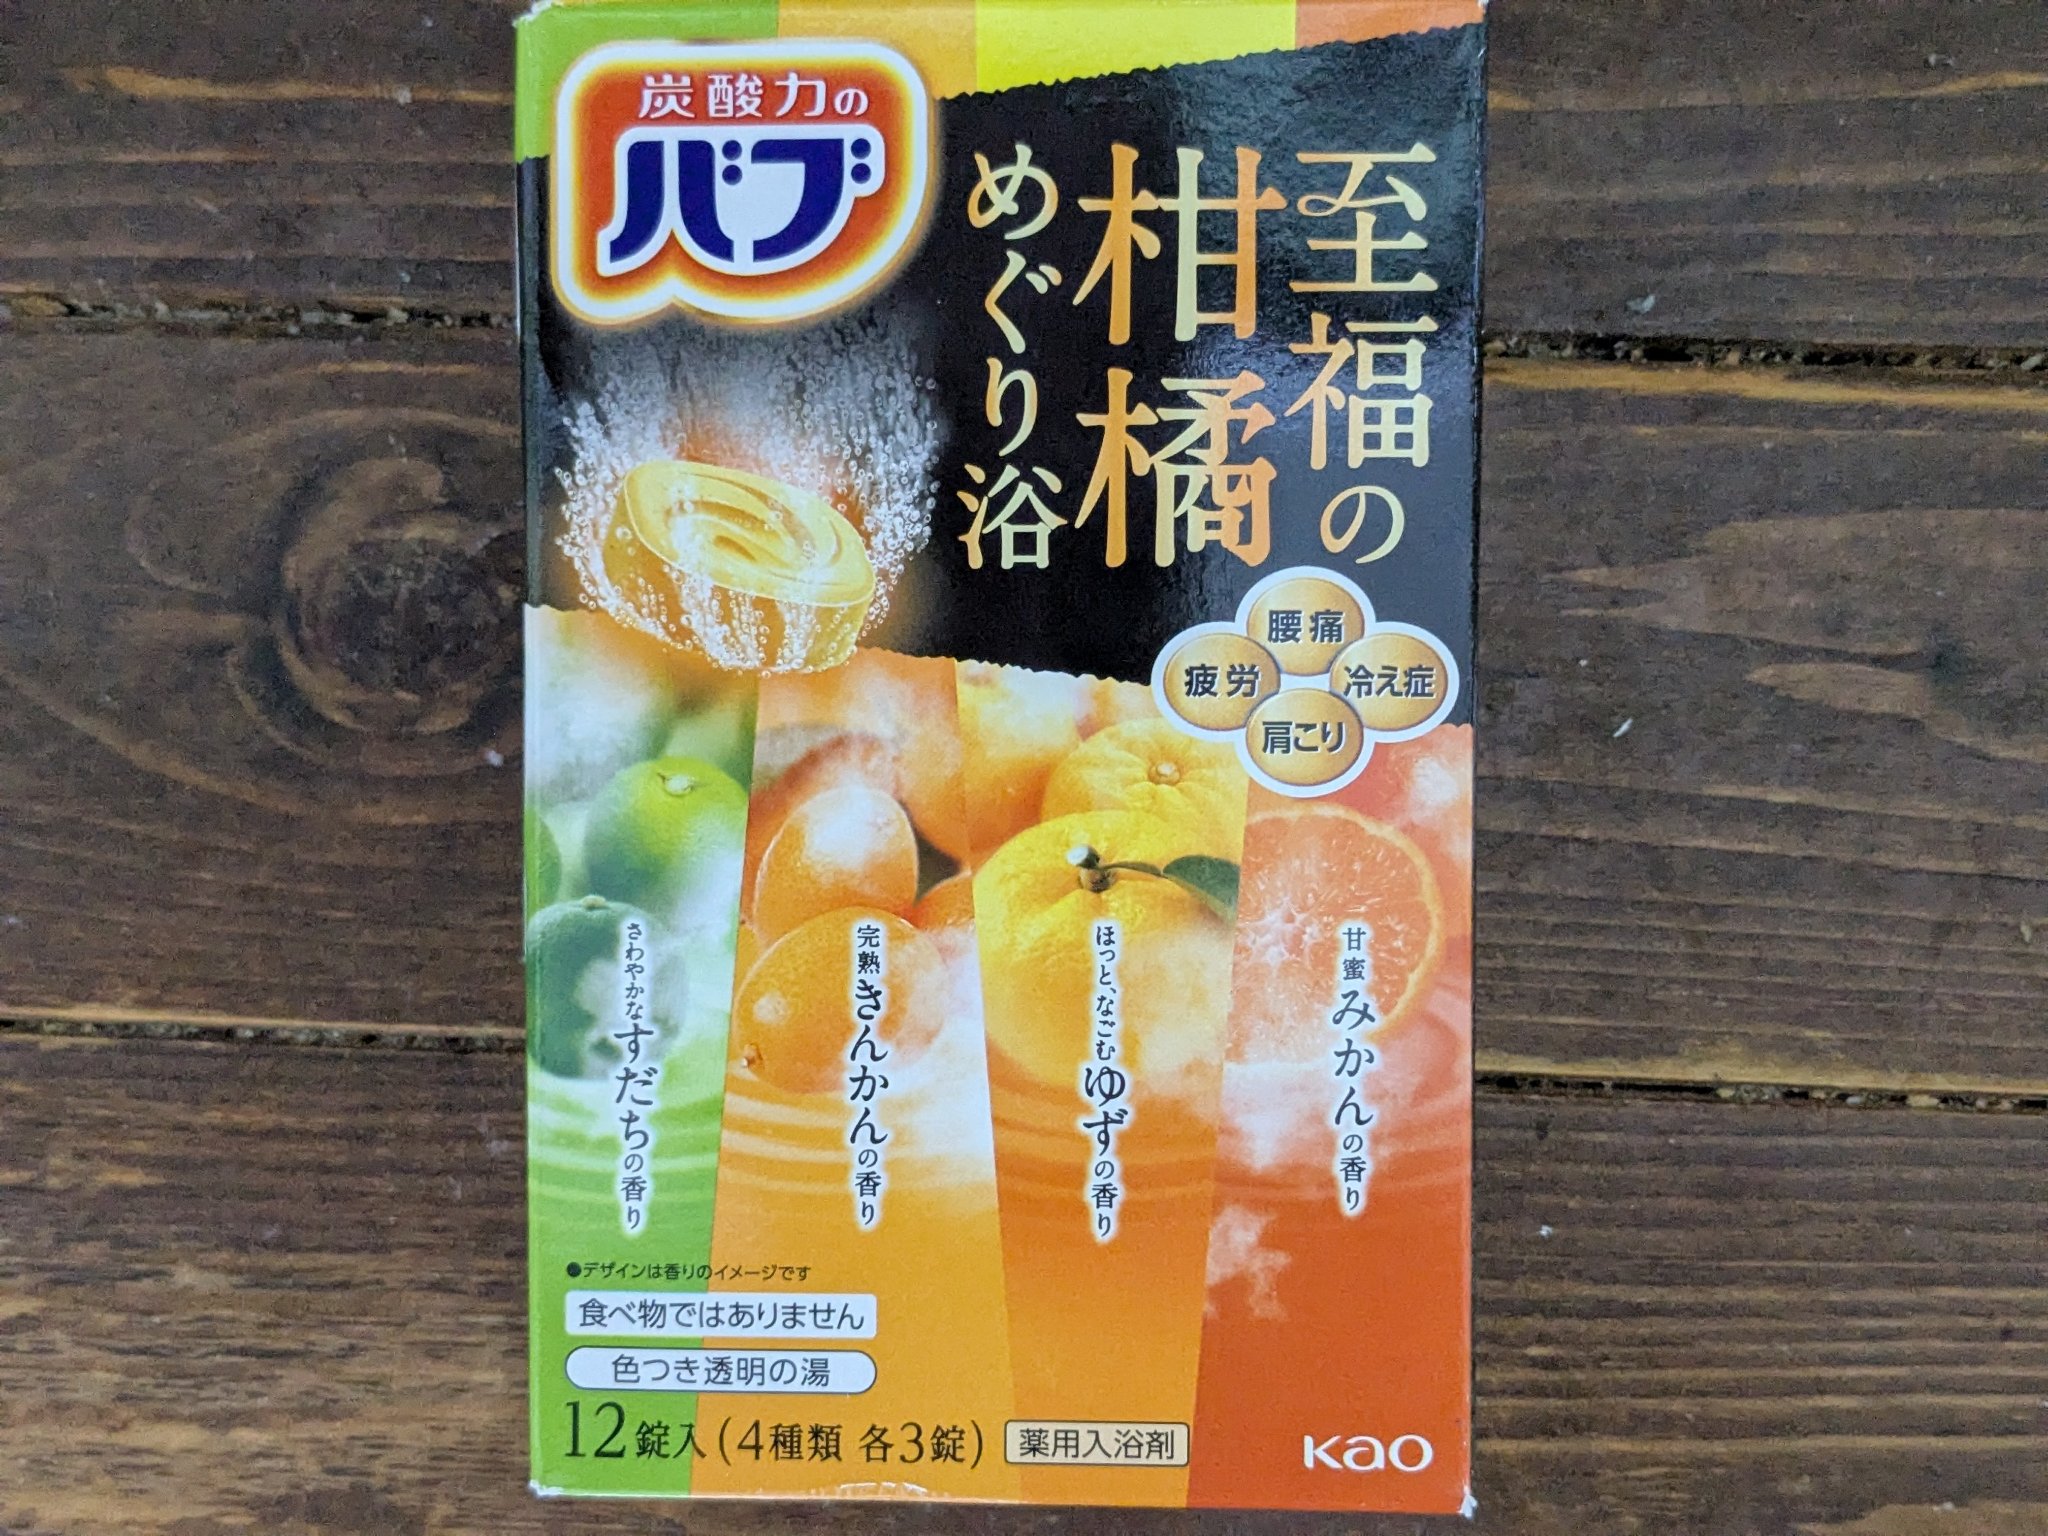 炭酸力の
バブ
至福の
柑橘
めぐり浴
腰痛
疲労
冷え症
肩こり
甘蜜みかんの香り
ほっと、なごむゆずの香り
完熟きんかんの香り
さわやかなすだちの香り
●デザインは香りのイメージです
食べ物ではありません
色つき透明の湯
12錠入(4種類 各3錠)
薬用入浴剤
Kao